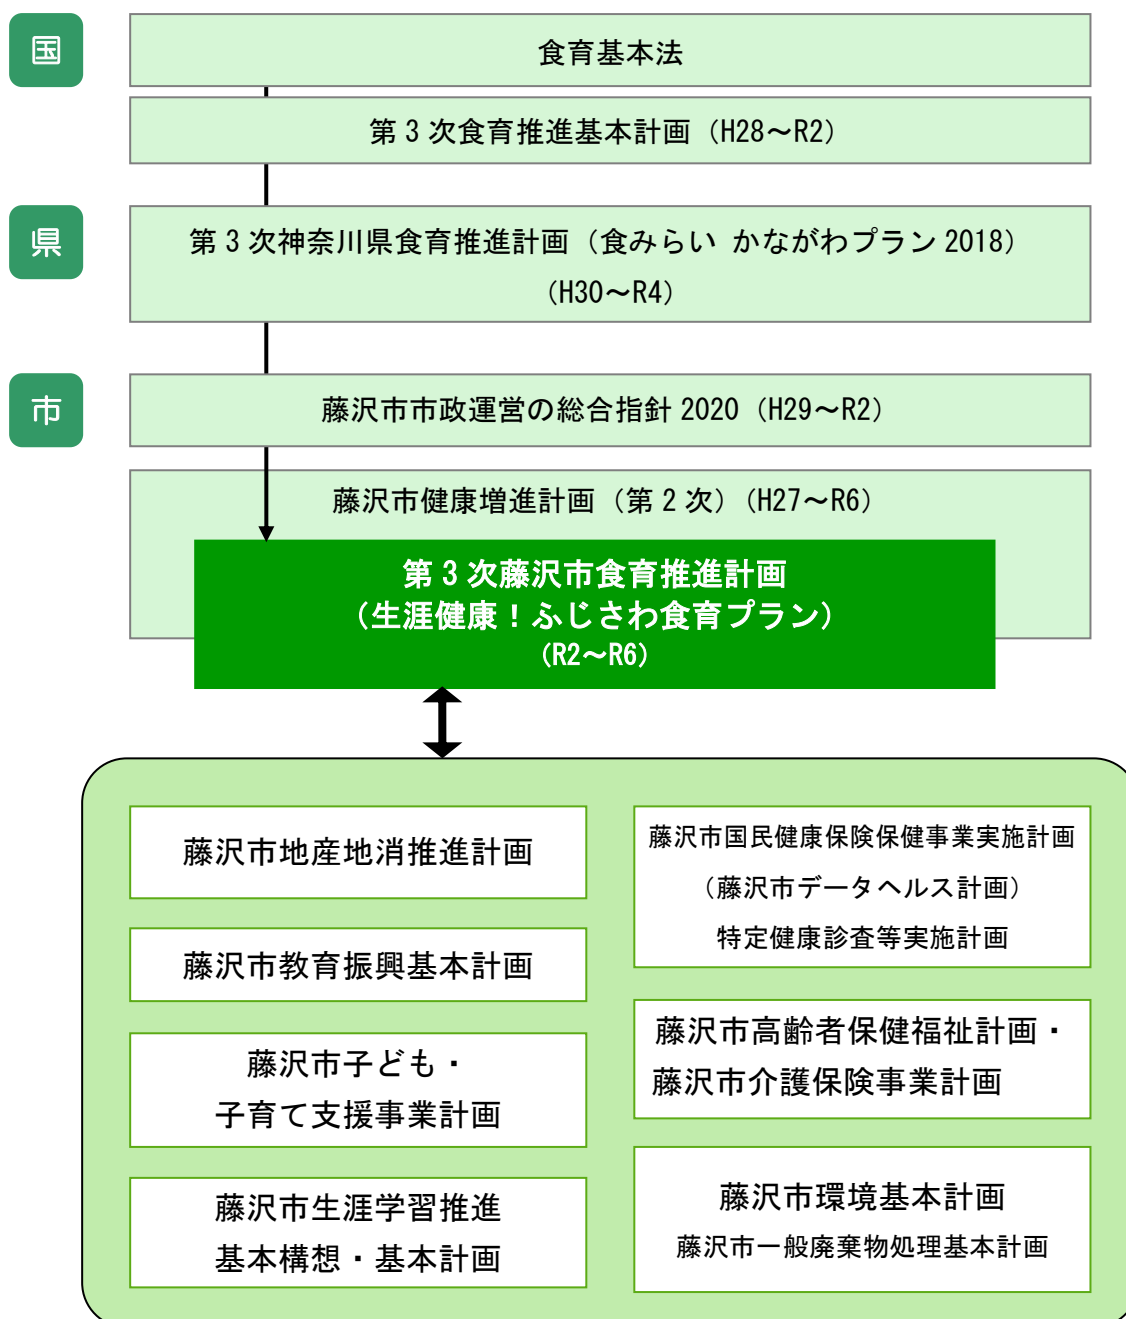 国
食育基本法
第3次食育推進基本計画（H28～R2）
県
第3次神奈川県食育推進計画（食みらい かながわプラン2018）
（H30～R4）
市
藤沢市市政運営の総合指針2020（H29～R2）
藤沢市健康増進計画（第2次）（H27～R6）
第3次藤沢市食育推進計画
（生涯健康！ふじさわ食育プラン）
（R2～R6）
藤沢市地産地消推進計画
藤沢市教育振興基本計画
藤沢市子ども・
子育て支援事業計画
藤沢市生涯学習推進
基本構想・基本計画
藤沢市国民健康保険保健事業実施計画
（藤沢市データヘルス計画）
特定健康診査等実施計画
藤沢市高齢者保健福祉計画・
藤沢市介護保険事業計画
藤沢市環境基本計画
藤沢市一般廃棄物処理基本計画